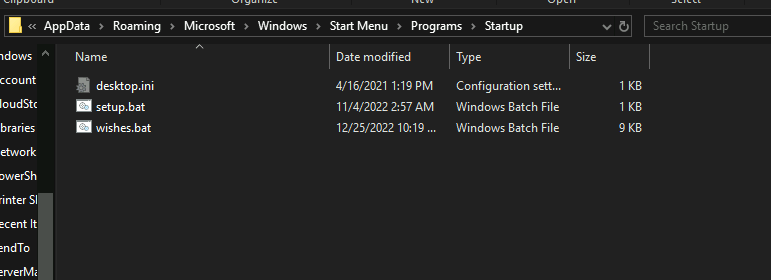 Clipboard Organize New Open Select
AppData › Roaming › Microsoft › Windows › Start Menu › Programs › Startup Search Startup
Name Date modified Type Size
desktop.ini 4/16/2021 1:19 PM Configuration sett... 1 KB
setup.bat 11/4/2022 2:57 AM Windows Batch File 1 KB
wishes.bat 12/25/2022 10:19 ... Windows Batch File 9 KB
ndows
ccount
loudSto
ibraries
etwork
owerSh
rinter S
ecent It
endTo
erverMa